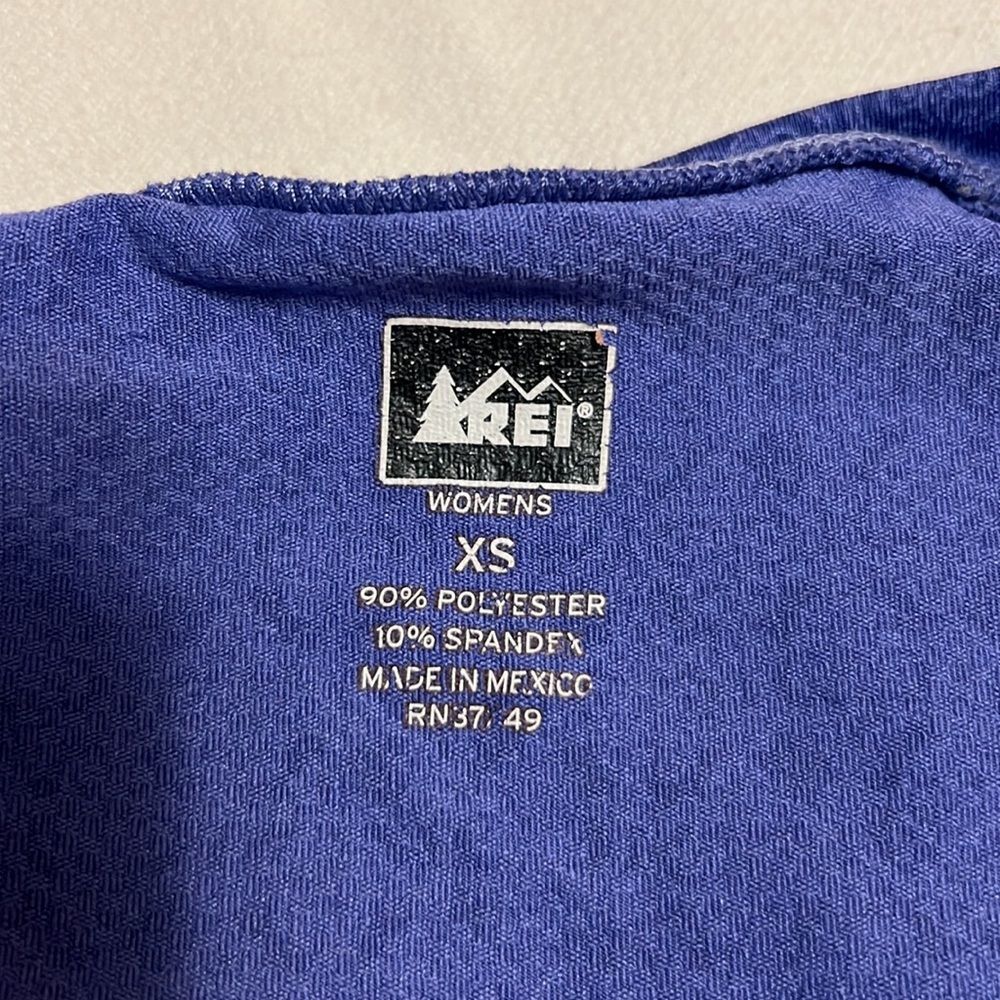 REI®
WOMENS
XS
90% POLYESTER
10% SPANDEX
MADE IN MEXICO